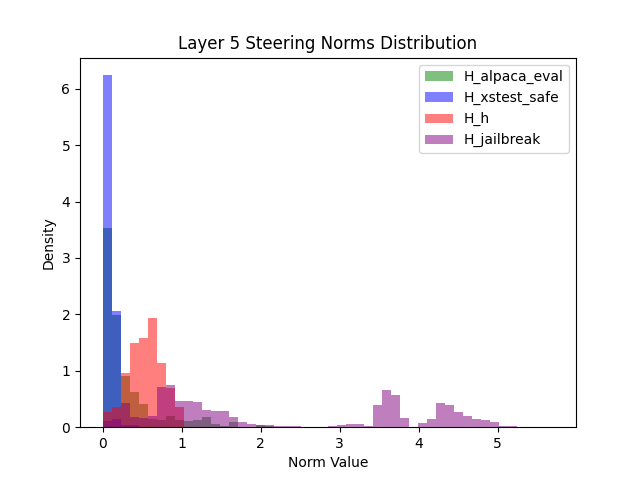 Layer 5 Steering Norms Distribution
H_alpaca_eval
H_xstest_safe
H_h
H_jailbreak
Density
6
5
4
3
2
1
0
0 1 2 3 4 5
Norm Value